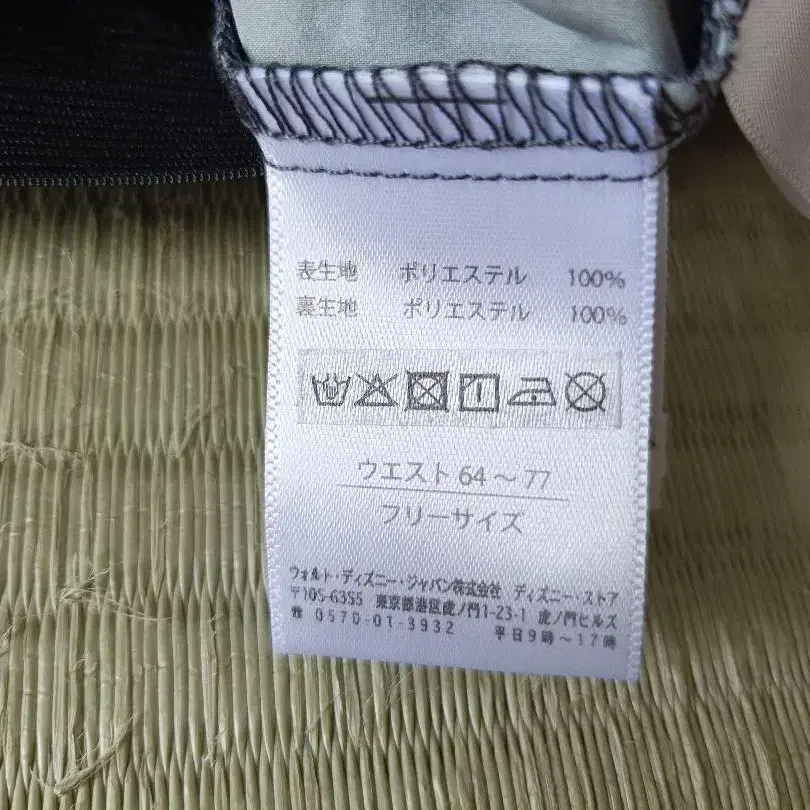 表生地 ポリエステル 100%
裏生地 ポリエステル 100%
ウエスト 64～77
フリーサイズ
ウォルト・ディズニー・ジャパン株式会社 ディズニー・ストア
〒105-6355 東京都港区虎ノ門1-23-1 虎ノ門ヒルズ
☎ 0570-01-3932 平日9時～17時